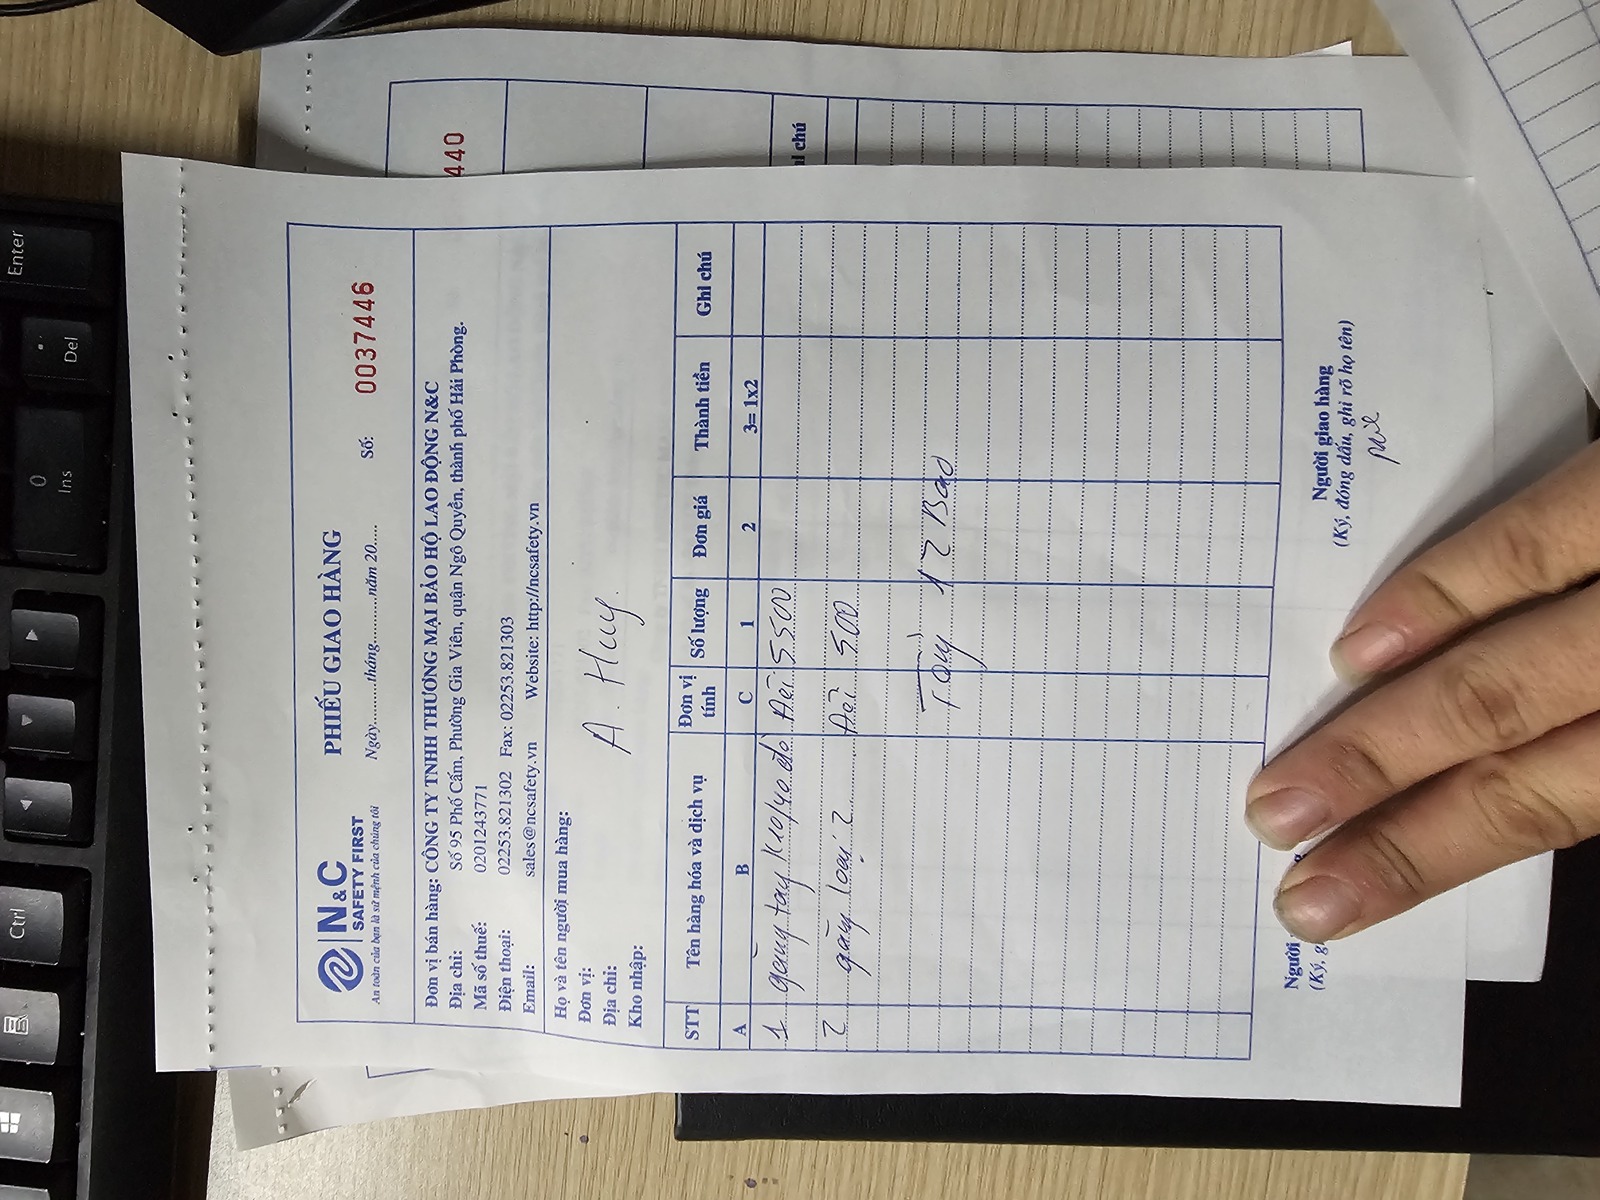 N&C
SAFETY FIRST
An toàn của bạn là sứ mệnh của chúng tôi
PHIẾU GIAO HÀNG
Ngày.........tháng.........năm 20....
Số: 0037446
Đơn vị bán hàng: CÔNG TY TNHH THƯƠNG MẠI BẢO HỘ LAO ĐỘNG N&C
Địa chỉ: Số 95 Phố Cấm, Phường Gia Viên, quận Ngô Quyền, thành phố Hải Phòng.
Mã số thuế: 0201243771
Điện thoại: 02253.821302 Fax: 02253.821303
Email: sales@ncsafety.vn Website: http://ncsafety.vn
Họ và tên người mua hàng:
Đơn vị: A. Huy.
Địa chỉ:
Kho nhập:
STT Tên hàng hóa và dịch vụ Đơn vị tính Số lượng Đơn giá Thành tiền Ghi chú
A B C 1 2 3= 1x2
1 găng tay K10/40 đỏ 5500
2 găng loại 2 500
12 Bao
Người
(Ký, g
Người giao hàng
(Ký, đóng dấu, ghi rõ họ tên)
440
chú
Enter
Del
0
Ins
Ctrl